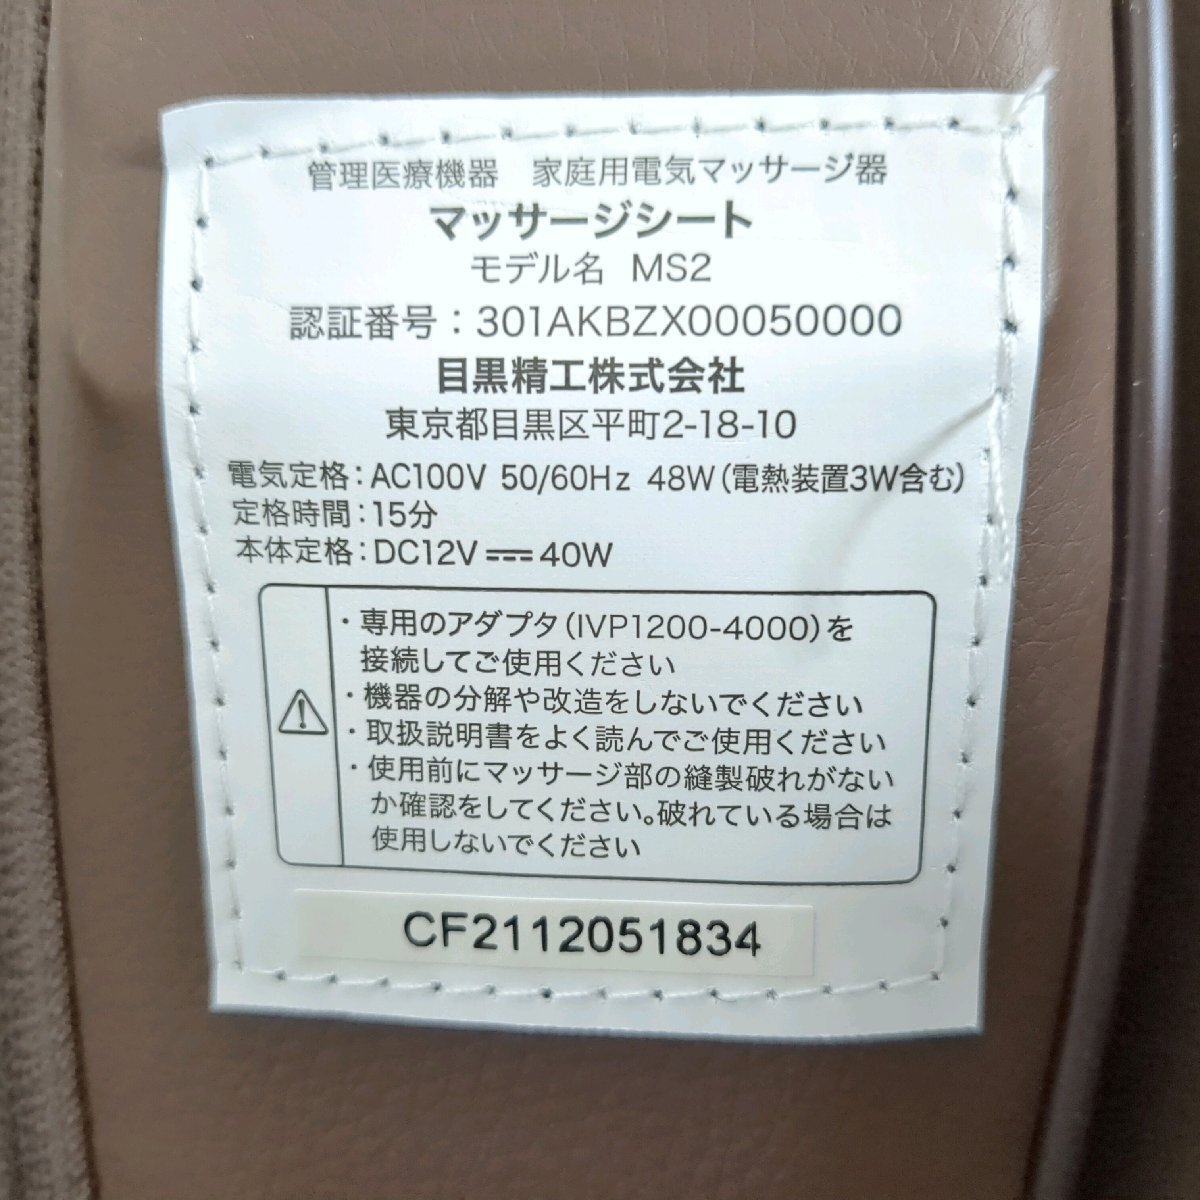 管理医療機器　家庭用電気マッサージ器
マッサージシート
モデル名 MS2
認証番号：301AKBZX00050000
目黒精工株式会社
東京都目黒区平町2-18-10
電気定格：AC100V 50/60Hz 48W（電熱装置3W含む）
定格時間：15分
本体定格：DC12V⎓40W
・専用のアダプタ（IVP1200-4000）を
接続してご使用ください
・機器の分解や改造をしないでください
・取扱説明書をよく読んでご使用ください
・使用前にマッサージ部の縫製破れがない
か確認をしてください。破れている場合は
使用しないでください
CF2112051834